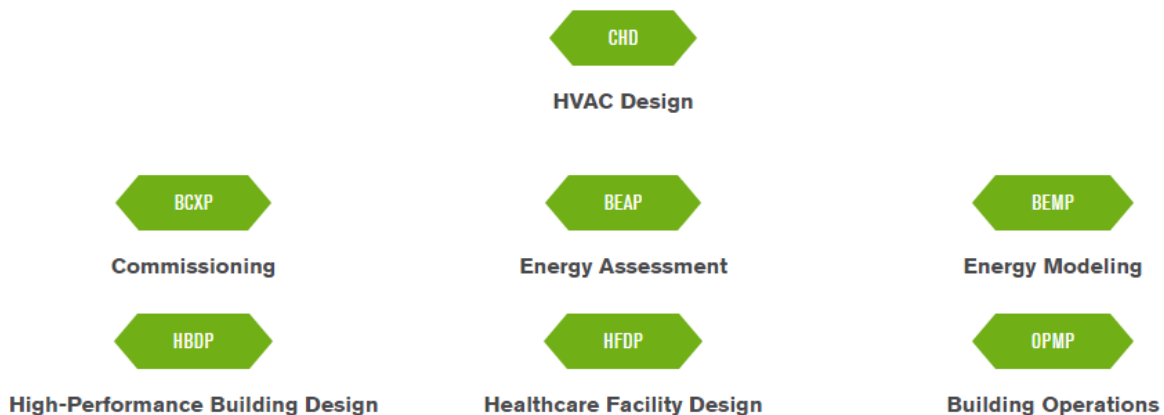 CHD
HVAC Design
BCXP
BEAP
BEMP
Commissioning
Energy Assessment
Energy Modeling
HBDP
HFDP
OPMP
High-Performance Building Design
Healthcare Facility Design
Building Operations